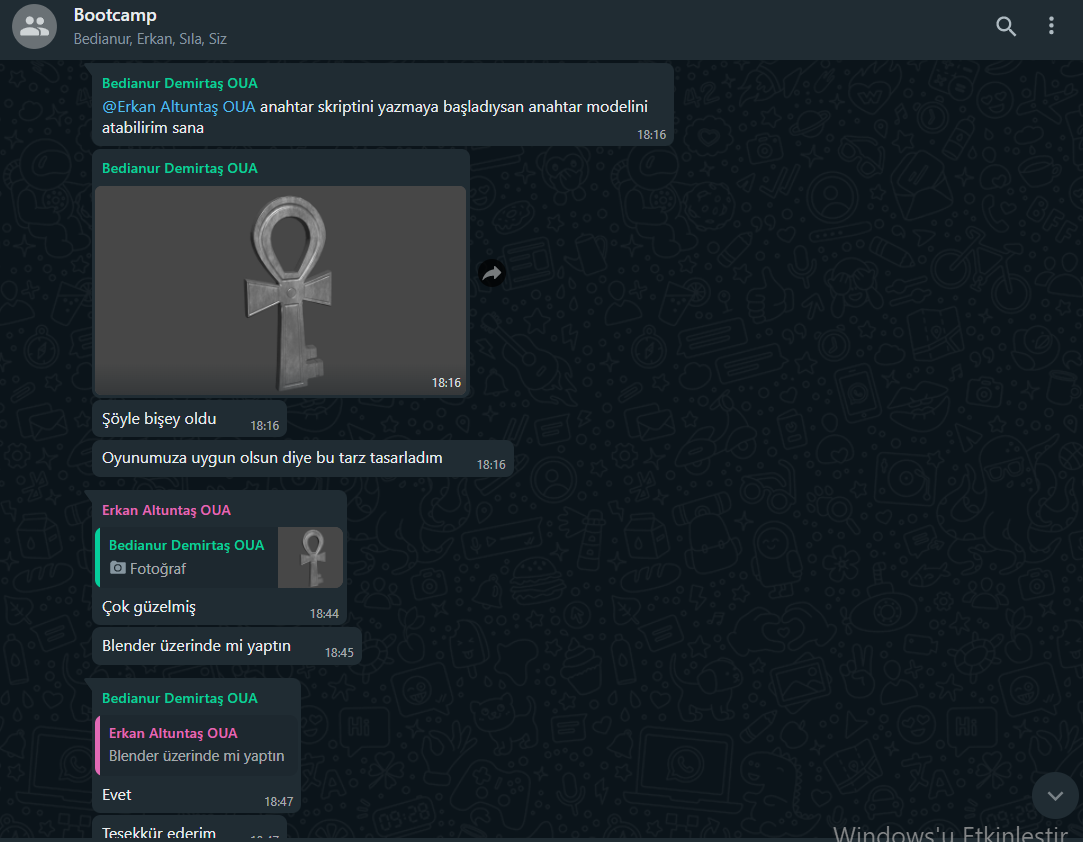 Bootcamp
Bedianur, Erkan, Sıla, Siz
Bedianur Demirtaş OUA
@Erkan Altuntaş OUA anahtar skriptini yazmaya başladıysan anahtar modelini
atabilirim sana
18:16
Bedianur Demirtaş OUA
18:16
Şöyle bişey oldu
18:16
Oyunumuza uygun olsun diye bu tarz tasarladım
18:16
Erkan Altuntaş OUA
Bedianur Demirtaş OUA
Fotoğraf
Çok güzelmiş
18:44
Blender üzerinde mi yaptın
18:45
Bedianur Demirtaş OUA
Erkan Altuntaş OUA
Blender üzerinde mi yaptın
Evet
18:47
Teşekkür ederim
18:47
Windows'u Etkinleştir